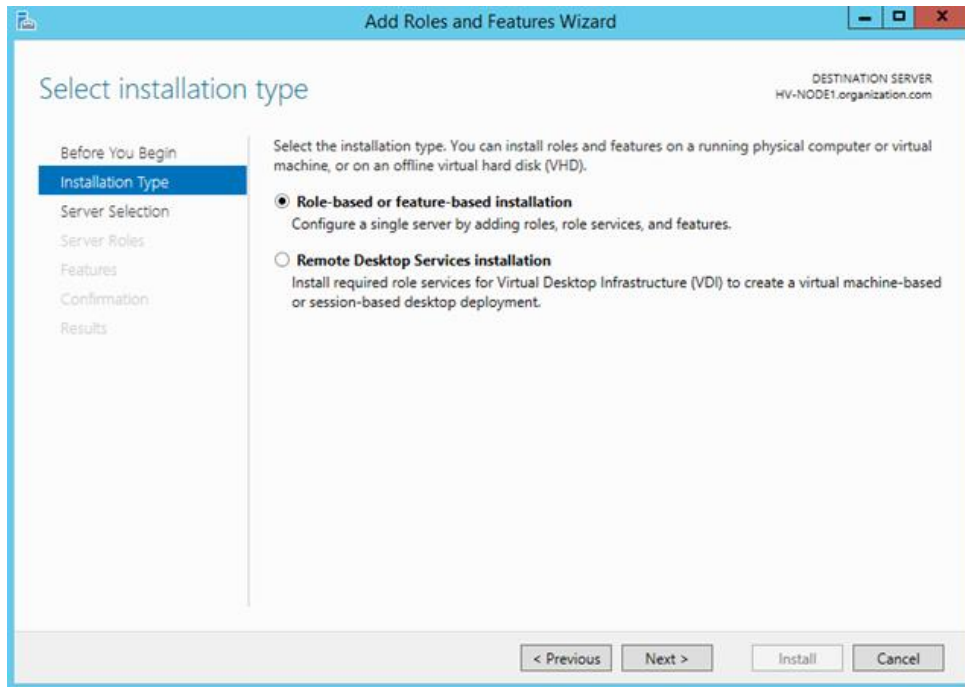 Add Roles and Features Wizard
Select installation type
DESTINATION SERVER
HV-NODE1.organization.com
Before You Begin
Installation Type
Server Selection
Server Roles
Features
Confirmation
Results
Select the installation type. You can install roles and features on a running physical computer or virtual
machine, or on an offline virtual hard disk (VHD).
Role-based or feature-based installation
Configure a single server by adding roles, role services, and features.
Remote Desktop Services installation
Install required role services for Virtual Desktop Infrastructure (VDI) to create a virtual machine-based
or session-based desktop deployment.
< Previous
Next >
Install
Cancel